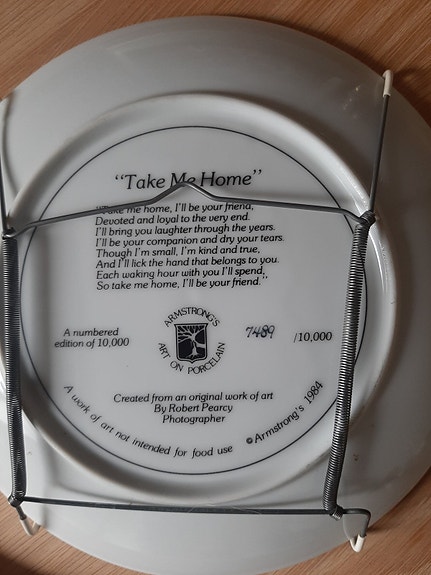 “Take Me Home”
“Take me home, I'll be your friend,
Devoted and loyal to the very end.
I'll bring you laughter through the years.
I'll be your companion and dry your tears.
Though I'm small, I'm kind and true,
And I'll lick the hand that belongs to you.
Each waking hour with you I'll spend,
So take me home, I'll be your friend.”
A numbered
edition of 10,000
ARMSTRONG'S
ART ON PORCELAIN
7489 /10,000
Created from an original work of art
By Robert Pearcy
Photographer
A work of art not intended for food use
© Armstrong's 1984